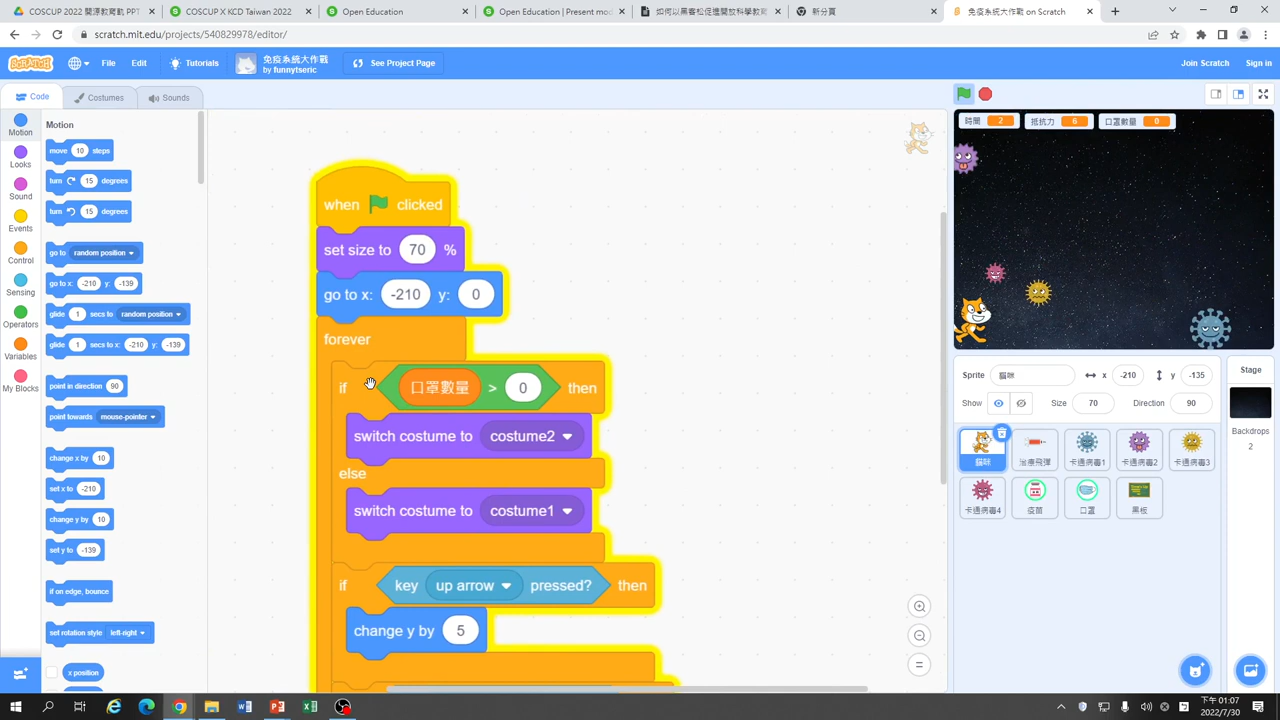 COSCUP 2022 開源教育軌 PPT
COSCUP X KCD Taiwan 2022
Open Education
Open Education | Present mod
如何以黑客松促進開放科學教育
新分頁
免疫系統大作戰 on Scratch
scratch.mit.edu/projects/540829978/editor/
SCRATCH
File
Edit
Tutorials
免疫系統大作戰
by funnytseric
See Project Page
Join Scratch
Sign in
Code
Costumes
Sounds
Motion
Looks
Sound
Events
Control
Sensing
Operators
Variables
My Blocks
Motion
move 10 steps
turn 15 degrees
turn 15 degrees
go to random position
go to x: -210 y: -139
glide 1 secs to random position
glide 1 secs to x: -210 y: -139
point in direction 90
point towards mouse-pointer
change x by 10
set x to -210
change y by 10
set y to -139
if on edge, bounce
set rotation style left-right
x position
when clicked
set size to 70 %
go to x: -210 y: 0
forever
if 口罩數量 > 0 then
switch costume to costume2
else
switch costume to costume1
if key up arrow pressed? then
change y by 5
時間 2
抵抗力 6
口罩數量 0
Sprite 貓咪 x -210 y -135
Show Size 70 Direction 90
貓咪
治療飛彈
卡通病毒1
卡通病毒2
卡通病毒3
卡通病毒4
疫苗
口罩
黑板
Stage
Backdrops
2
下午 01:07
2022/7/30